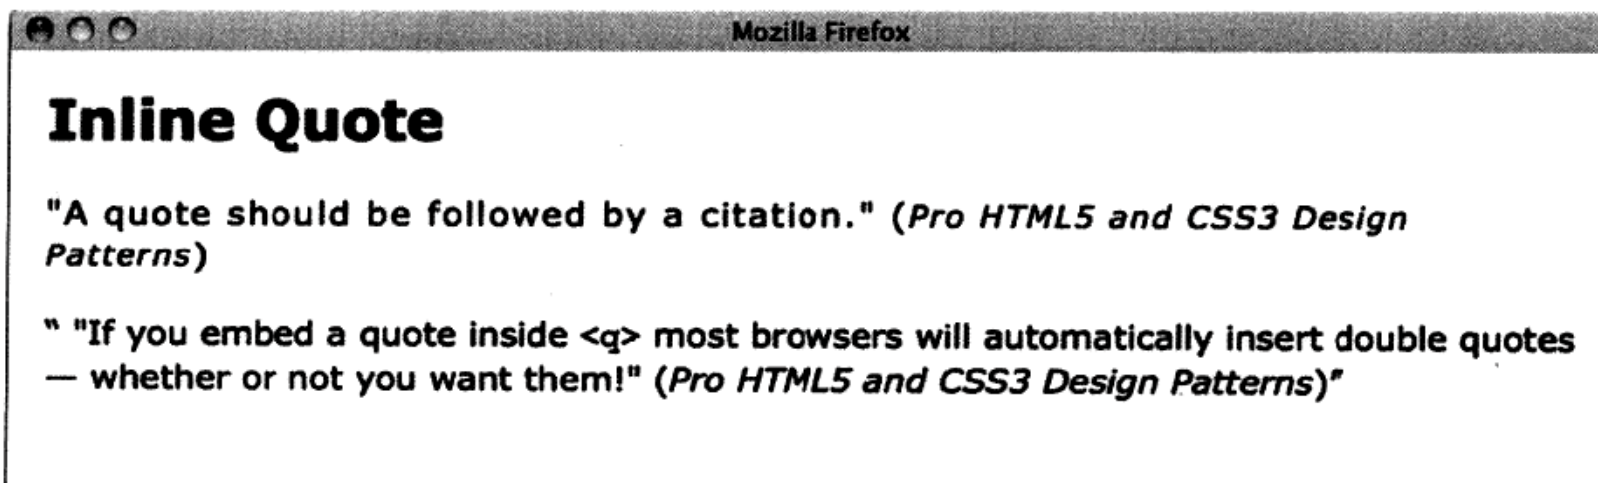 Mozilla Firefox
Inline Quote
"A quote should be followed by a citation." (Pro HTML5 and CSS3 Design
Patterns)
“ "If you embed a quote inside <q> most browsers will automatically insert double quotes
— whether or not you want them!" (Pro HTML5 and CSS3 Design Patterns)”